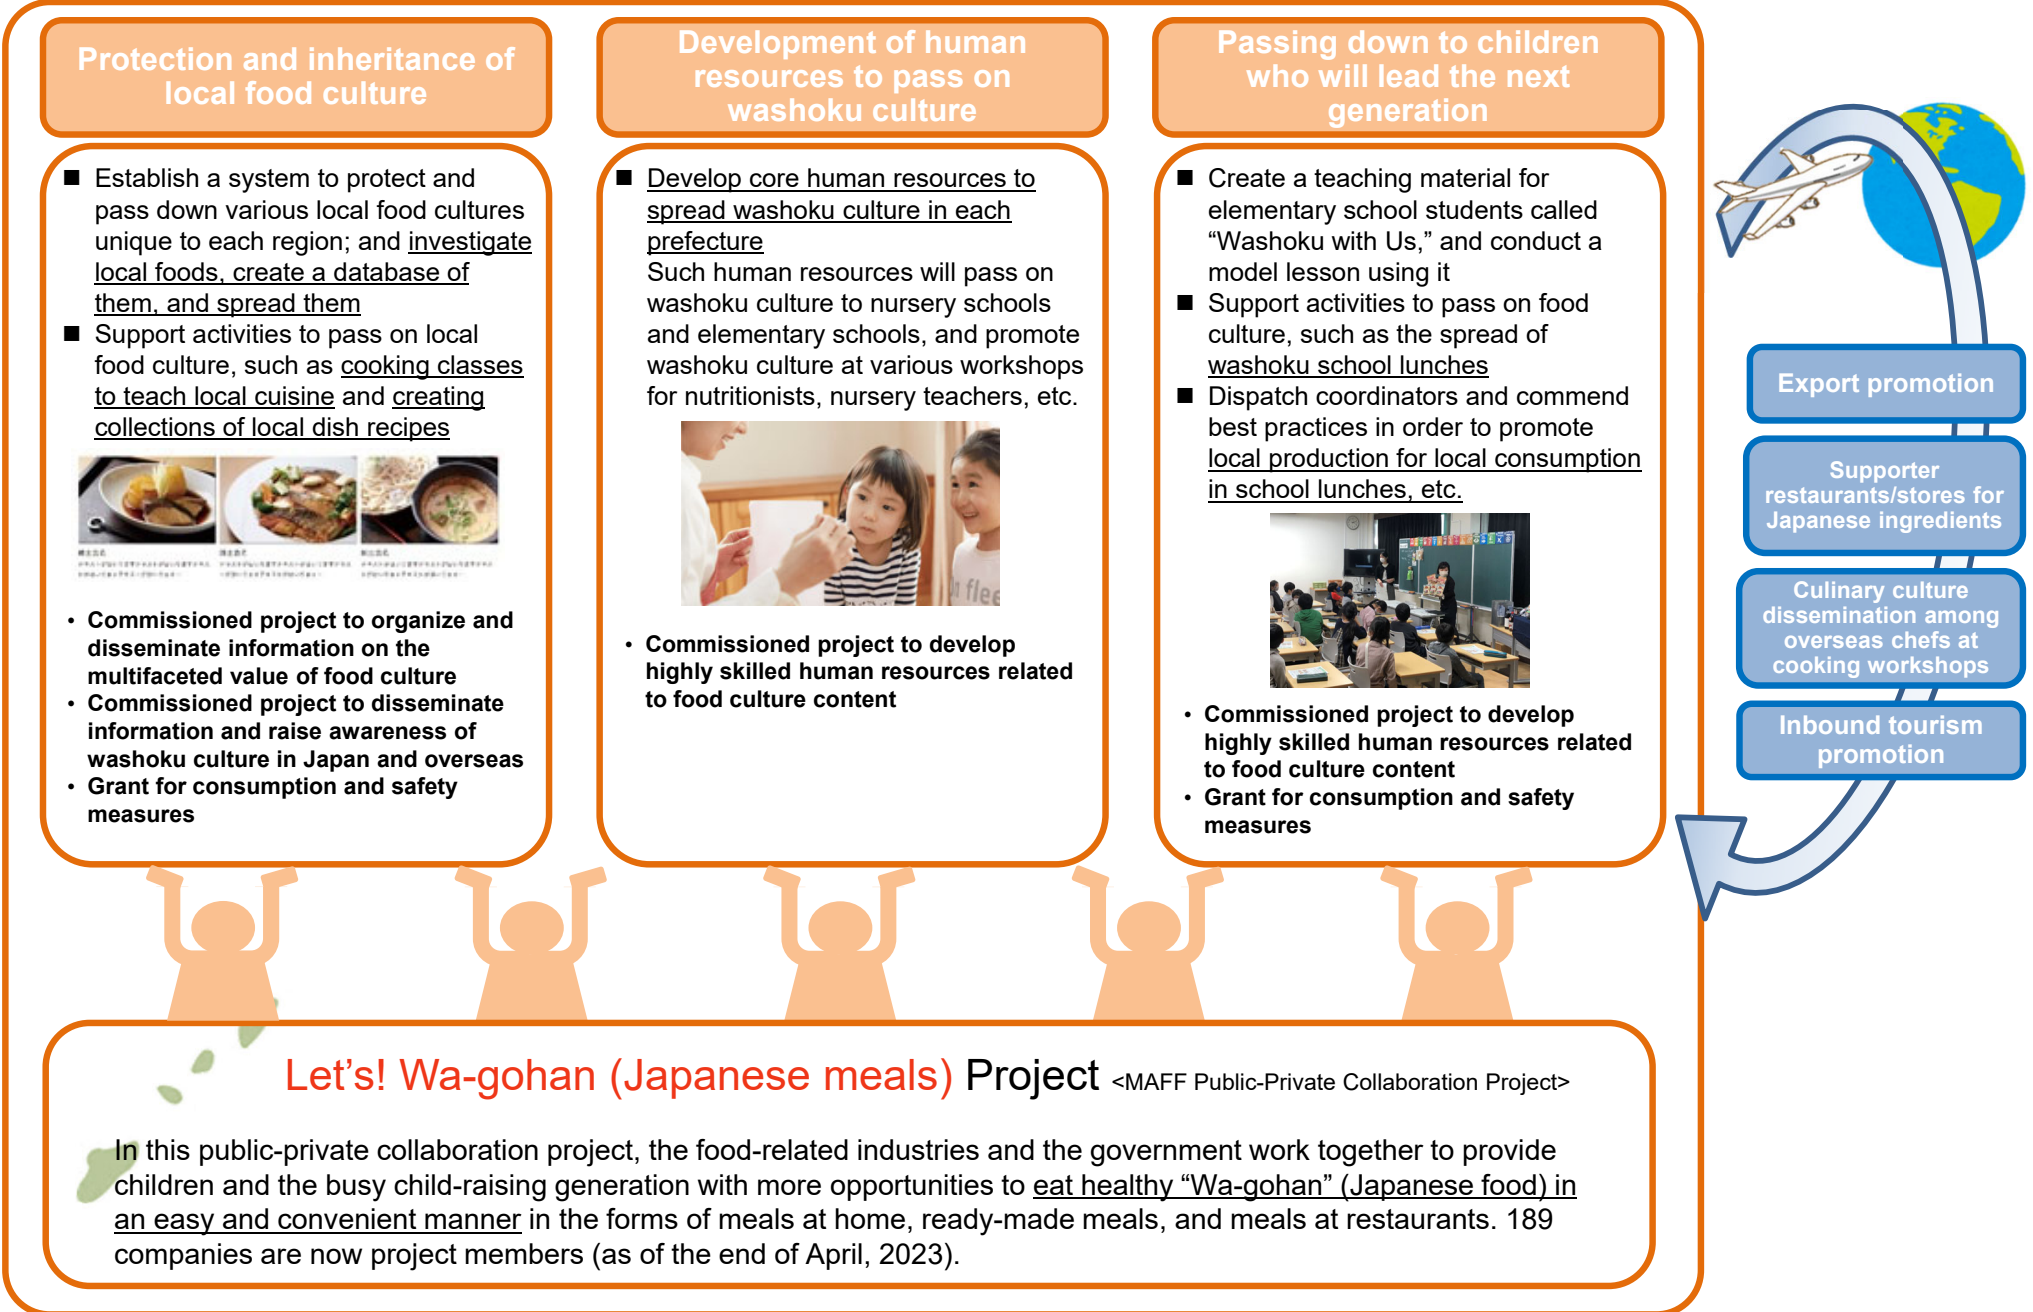 Protection and inheritance of
local food culture
■ Establish a system to protect and
pass down various local food cultures
unique to each region; and investigate
local foods, create a database of
them, and spread them
■ Support activities to pass on local
food culture, such as cooking classes
to teach local cuisine and creating
collections of local dish recipes
• Commissioned project to organize and
disseminate information on the
multifaceted value of food culture
• Commissioned project to disseminate
information and raise awareness of
washoku culture in Japan and overseas
• Grant for consumption and safety
measures
Development of human
resources to pass on
washoku culture
■ Develop core human resources to
spread washoku culture in each
prefecture
Such human resources will pass on
washoku culture to nursery schools
and elementary schools, and promote
washoku culture at various workshops
for nutritionists, nursery teachers, etc.
• Commissioned project to develop
highly skilled human resources related
to food culture content
Passing down to children
who will lead the next
generation
■ Create a teaching material for
elementary school students called
“Washoku with Us,” and conduct a
model lesson using it
■ Support activities to pass on food
culture, such as the spread of
washoku school lunches
■ Dispatch coordinators and commend
best practices in order to promote
local production for local consumption
in school lunches, etc.
• Commissioned project to develop
highly skilled human resources related
to food culture content
• Grant for consumption and safety
measures
Export promotion
Supporter
restaurants/stores for
Japanese ingredients
Culinary culture
dissemination among
overseas chefs at
cooking workshops
Inbound tourism
promotion
Let’s! Wa-gohan (Japanese meals) Project <MAFF Public-Private Collaboration Project>
In this public-private collaboration project, the food-related industries and the government work together to provide
children and the busy child-raising generation with more opportunities to eat healthy “Wa-gohan” (Japanese food) in
an easy and convenient manner in the forms of meals at home, ready-made meals, and meals at restaurants. 189
companies are now project members (as of the end of April, 2023).